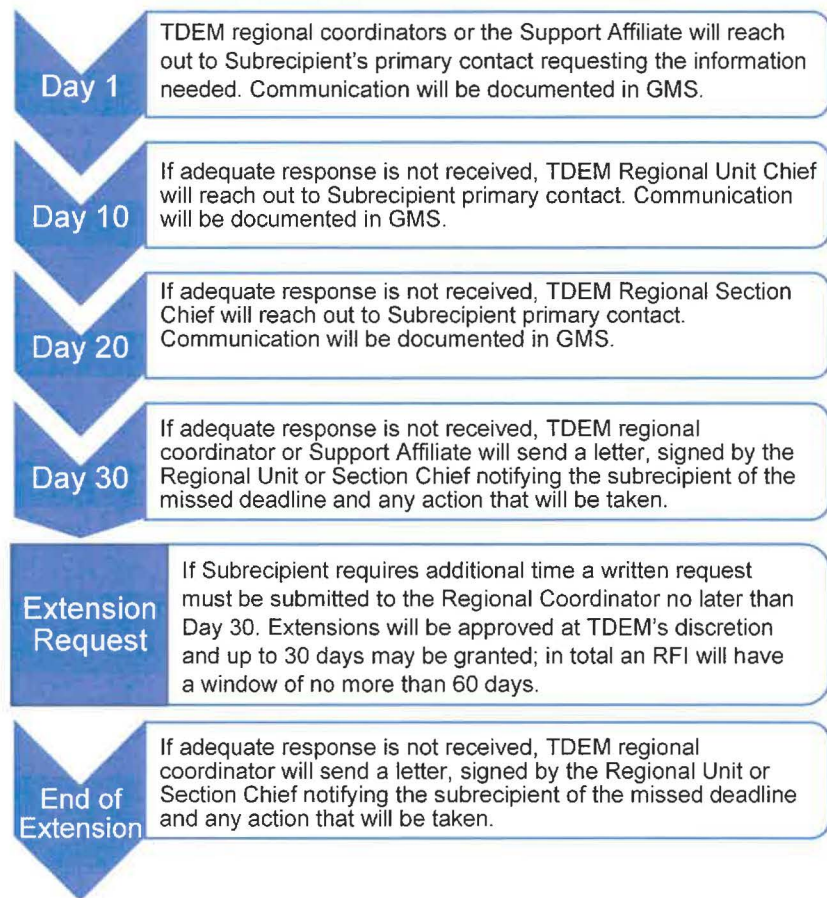 Day 1
TDEM regional coordinators or the Support Affiliate will reach
out to Subrecipient's primary contact requesting the information
needed. Communication will be documented in GMS.
Day 10
If adequate response is not received, TDEM Regional Unit Chief
will reach out to Subrecipient primary contact. Communication
will be documented in GMS.
Day 20
If adequate response is not received, TDEM Regional Section
Chief will reach out to Subrecipient primary contact.
Communication will be documented in GMS.
Day 30
If adequate response is not received, TDEM regional
coordinator or Support Affiliate will send a letter, signed by the
Regional Unit or Section Chief notifying the subrecipient of the
missed deadline and any action that will be taken.
Extension
Request
If Subrecipient requires additional time a written request
must be submitted to the Regional Coordinator no later than
Day 30. Extensions will be approved at TDEM's discretion
and up to 30 days may be granted; in total an RFI will have
a window of no more than 60 days.
End of
Extension
If adequate response is not received, TDEM regional
coordinator will send a letter, signed by the Regional Unit or
Section Chief notifying the subrecipient of the missed deadline
and any action that will be taken.